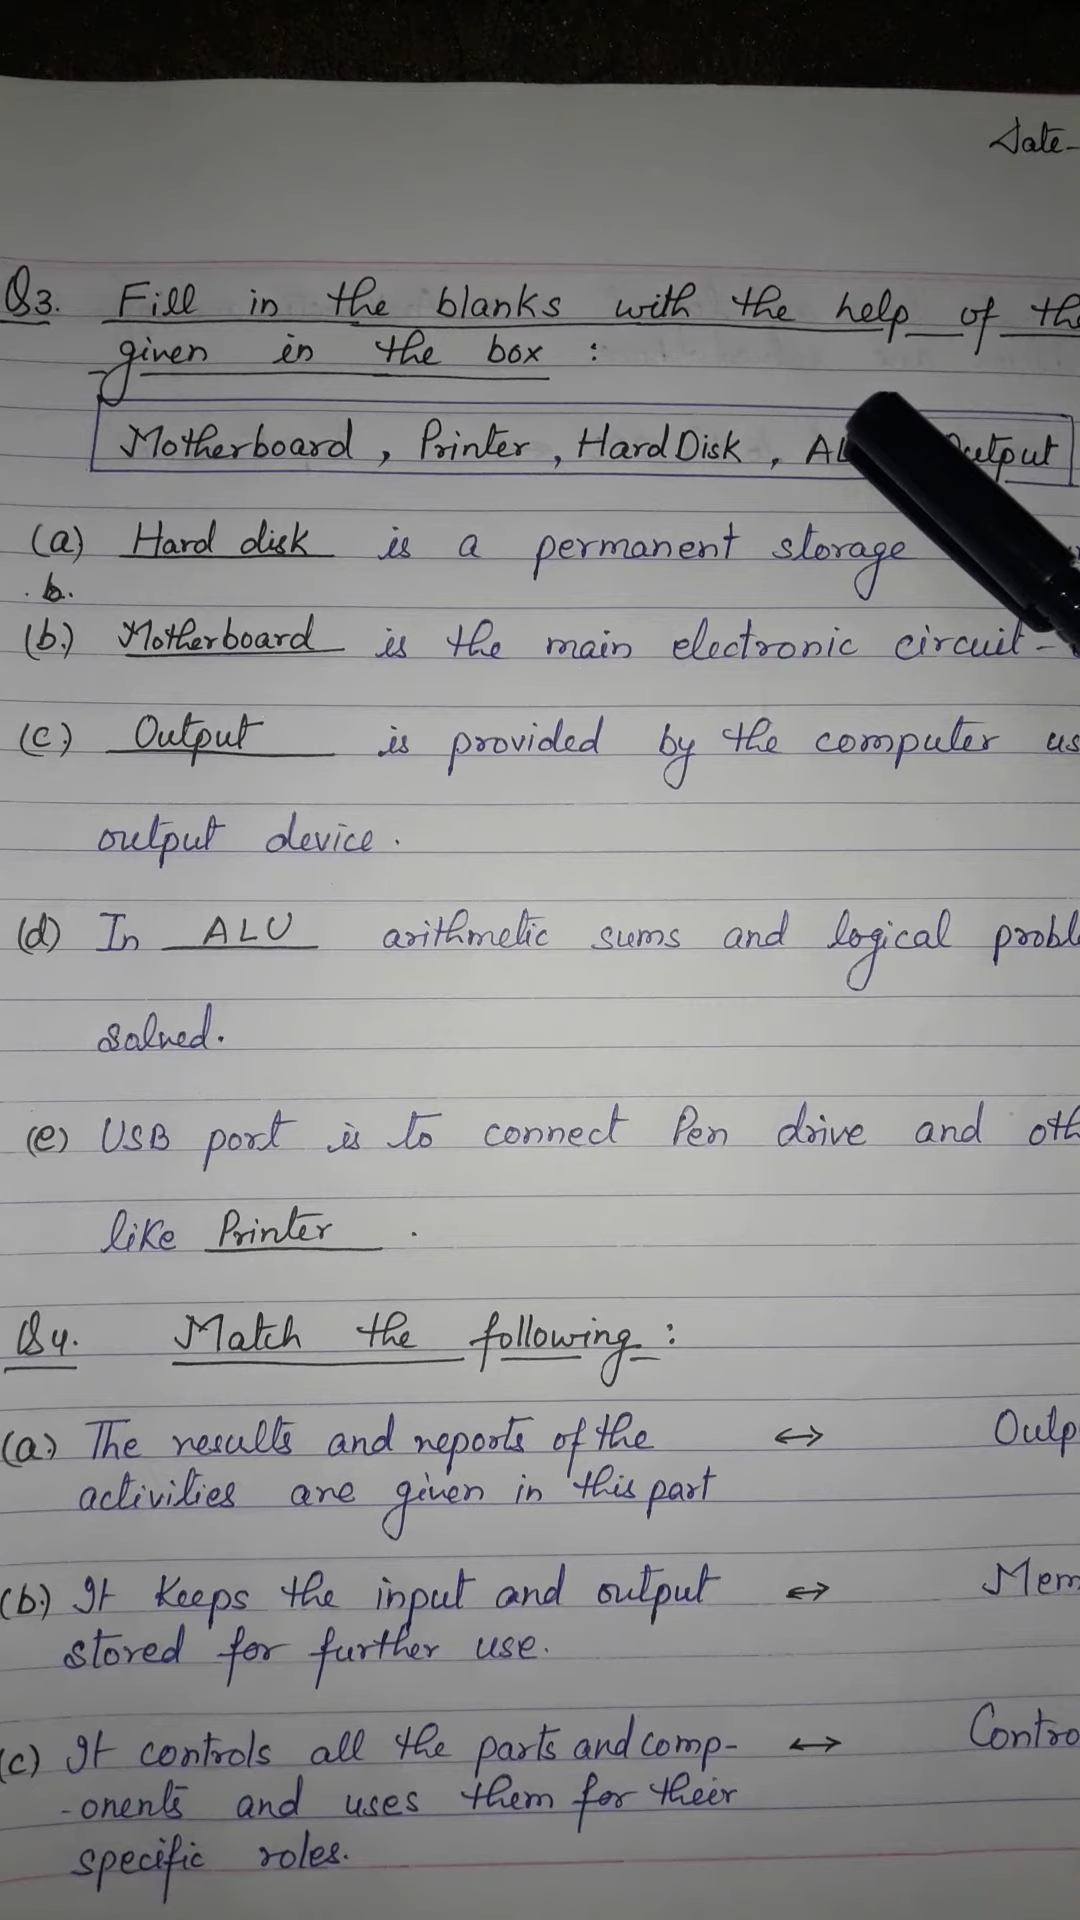 Date-
Q3. Fill in the blanks with the help of the
given in the box :
Motherboard, Printer, Hard Disk, Output
(a) Hard disk is a permanent storage
b.
(b.) Motherboard is the main electronic circuit-
(c) Output is provided by the computer
output device.
(d) In ALU arithmetic sums and logical
solved.
(e) USB port is to connect Pen drive and
like Printer .
Q4. Match the following :
(a) The results and reports of the ↔
activities are given in this part
(b.) It keeps the input and output ↔
stored for further use.
(c) It controls all the parts and comp- ↔
-onents and uses them for their
specific roles.